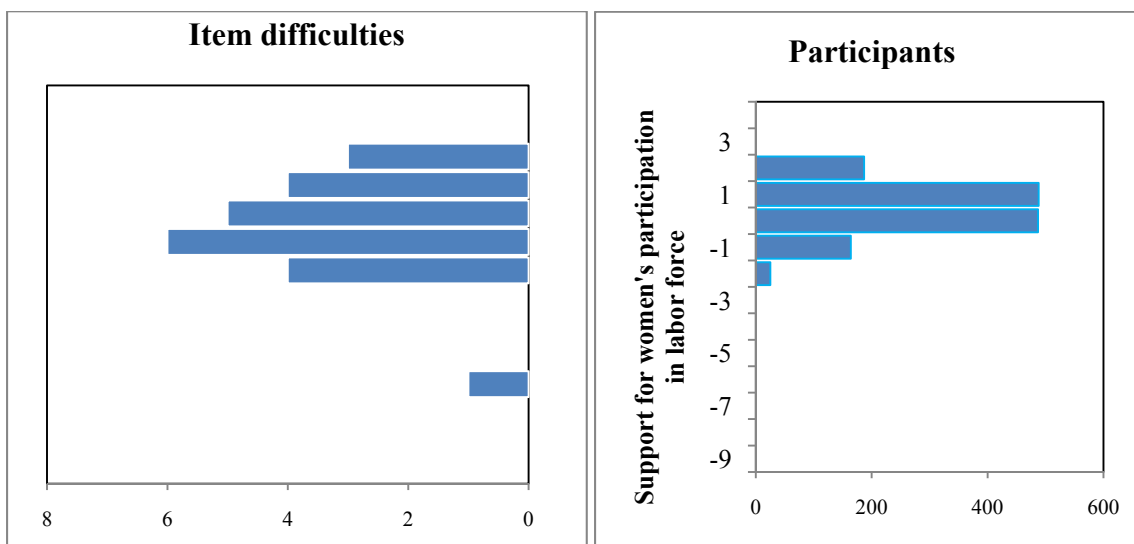 Item difficulties
8 6 4 2 0
Participants
Support for women's participation
in labor force
3
1
-1
-3
-5
-7
-9
0 200 400 600